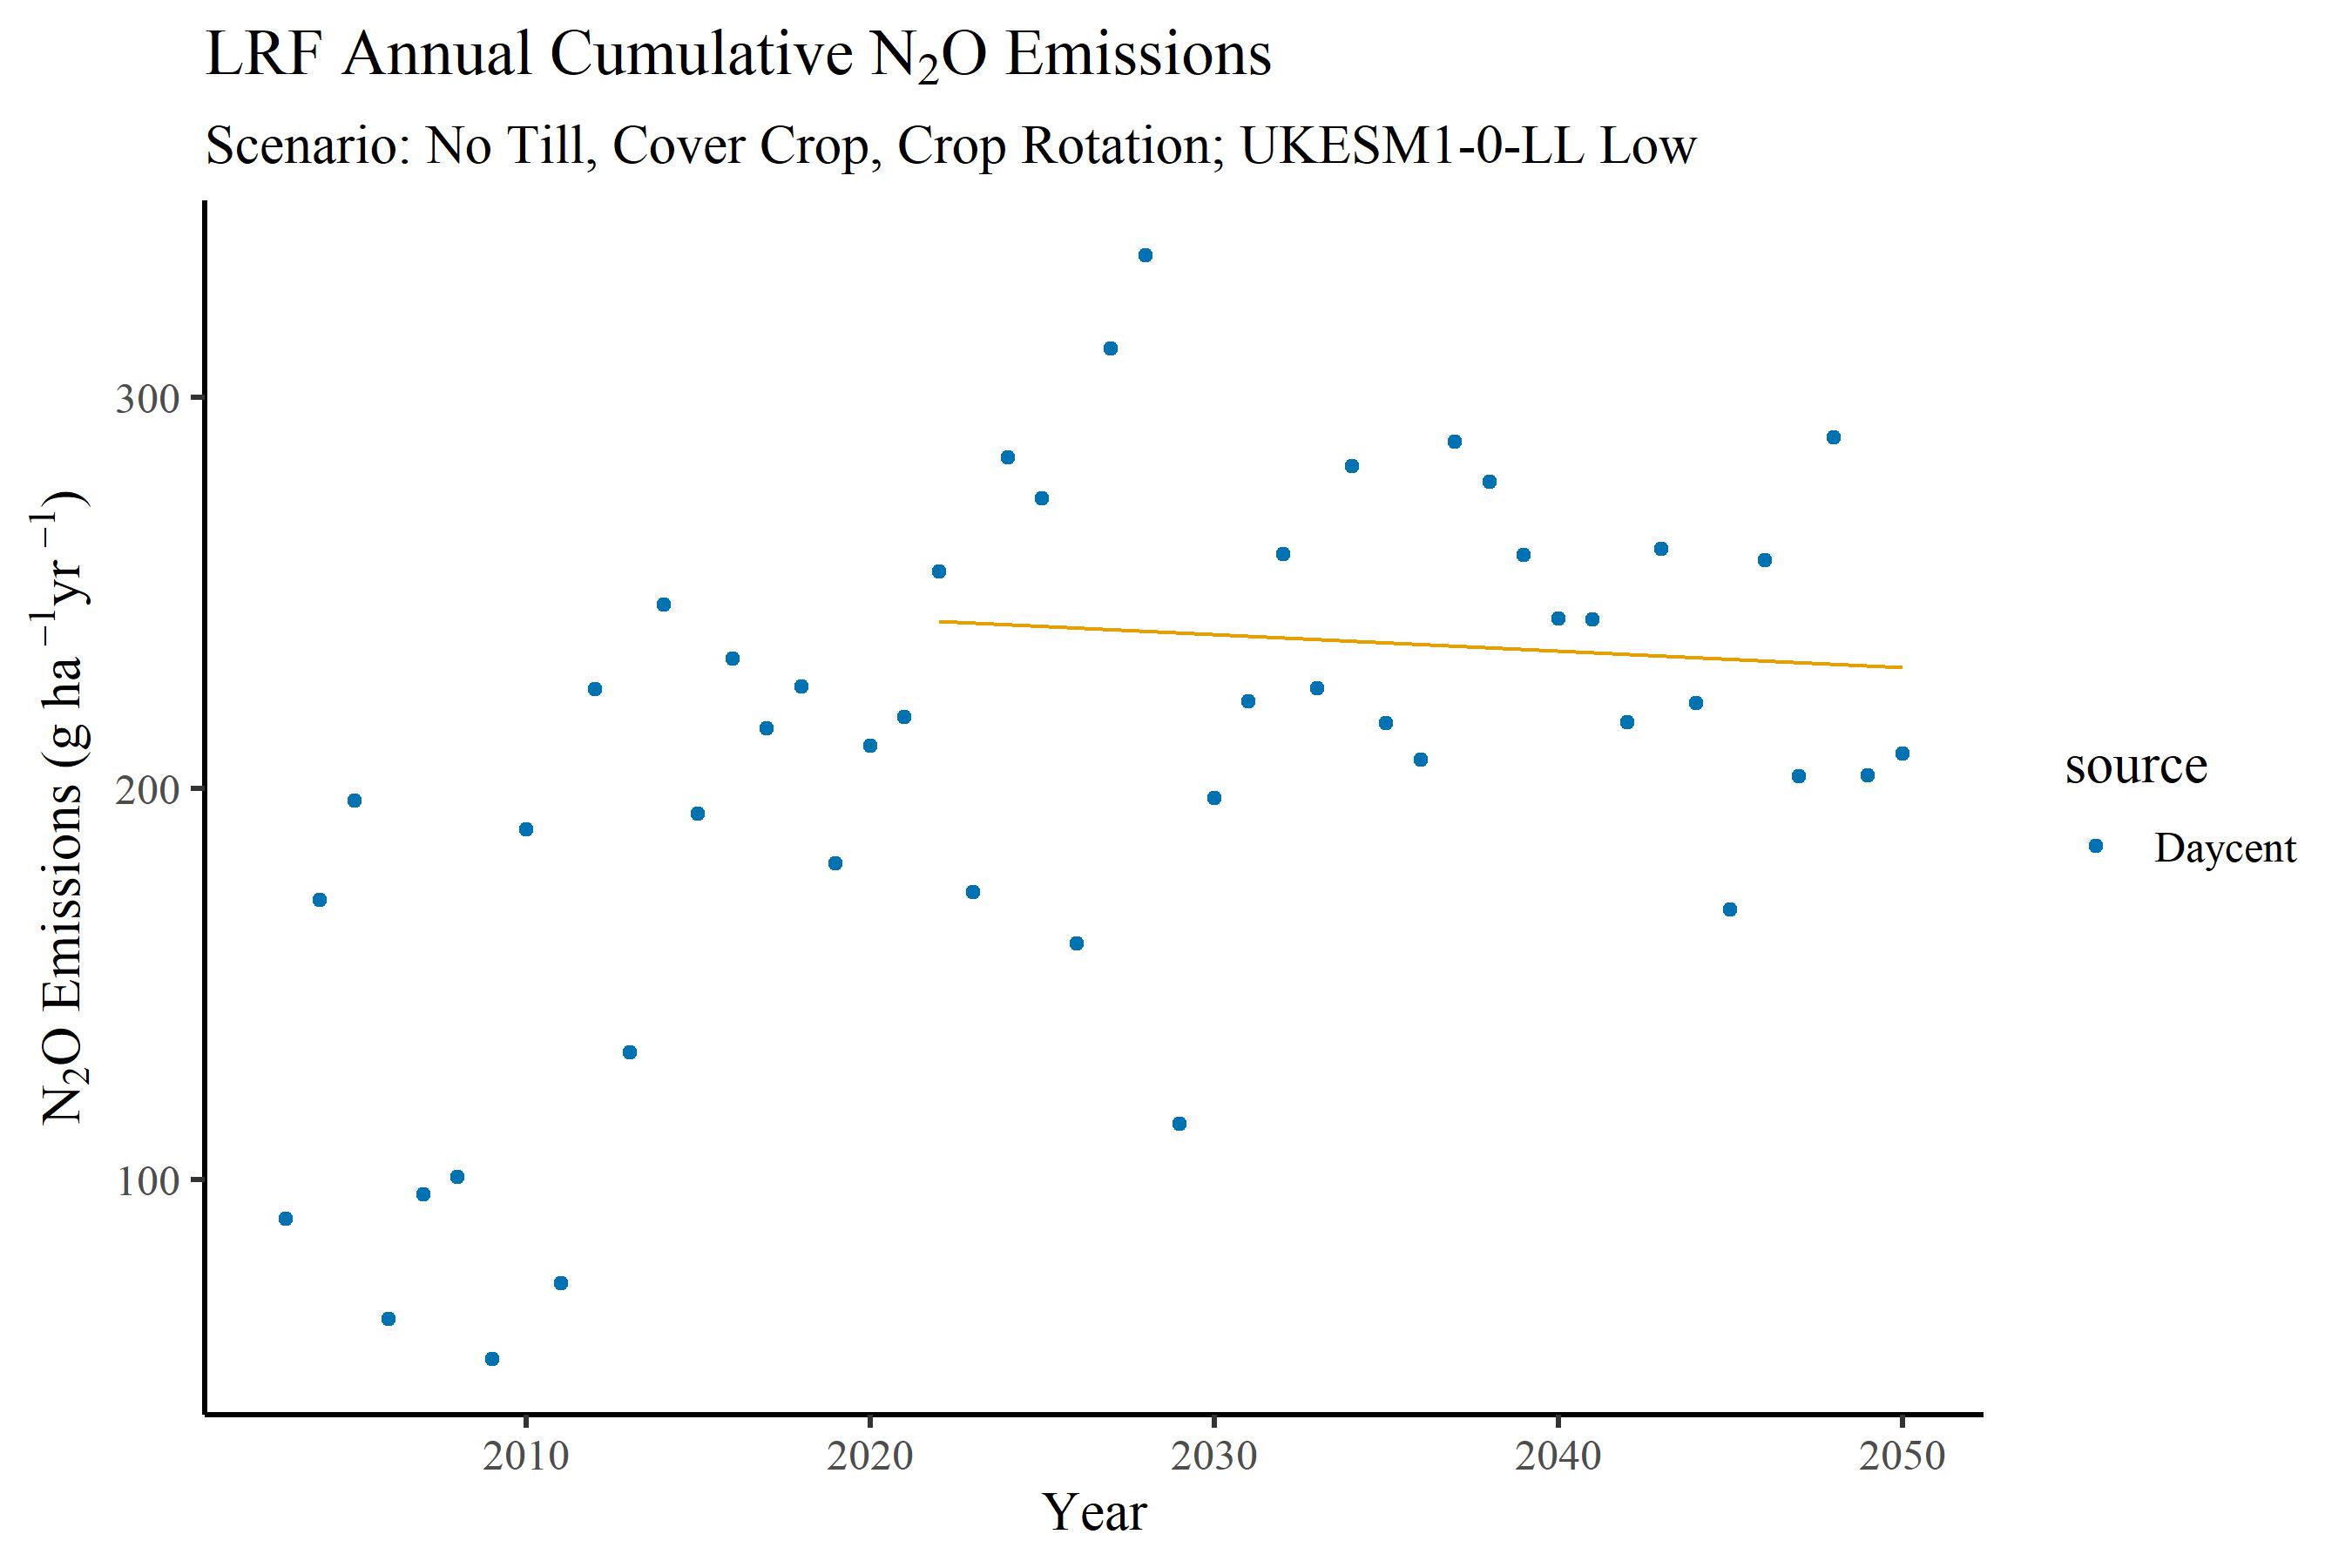 LRF Annual Cumulative N₂O Emissions
Scenario: No Till, Cover Crop, Crop Rotation; UKESM1-0-LL Low
N₂O Emissions (g ha ⁻¹yr ⁻¹)
300
200
100
2010
2020
2030
2040
2050
Year
source
Daycent